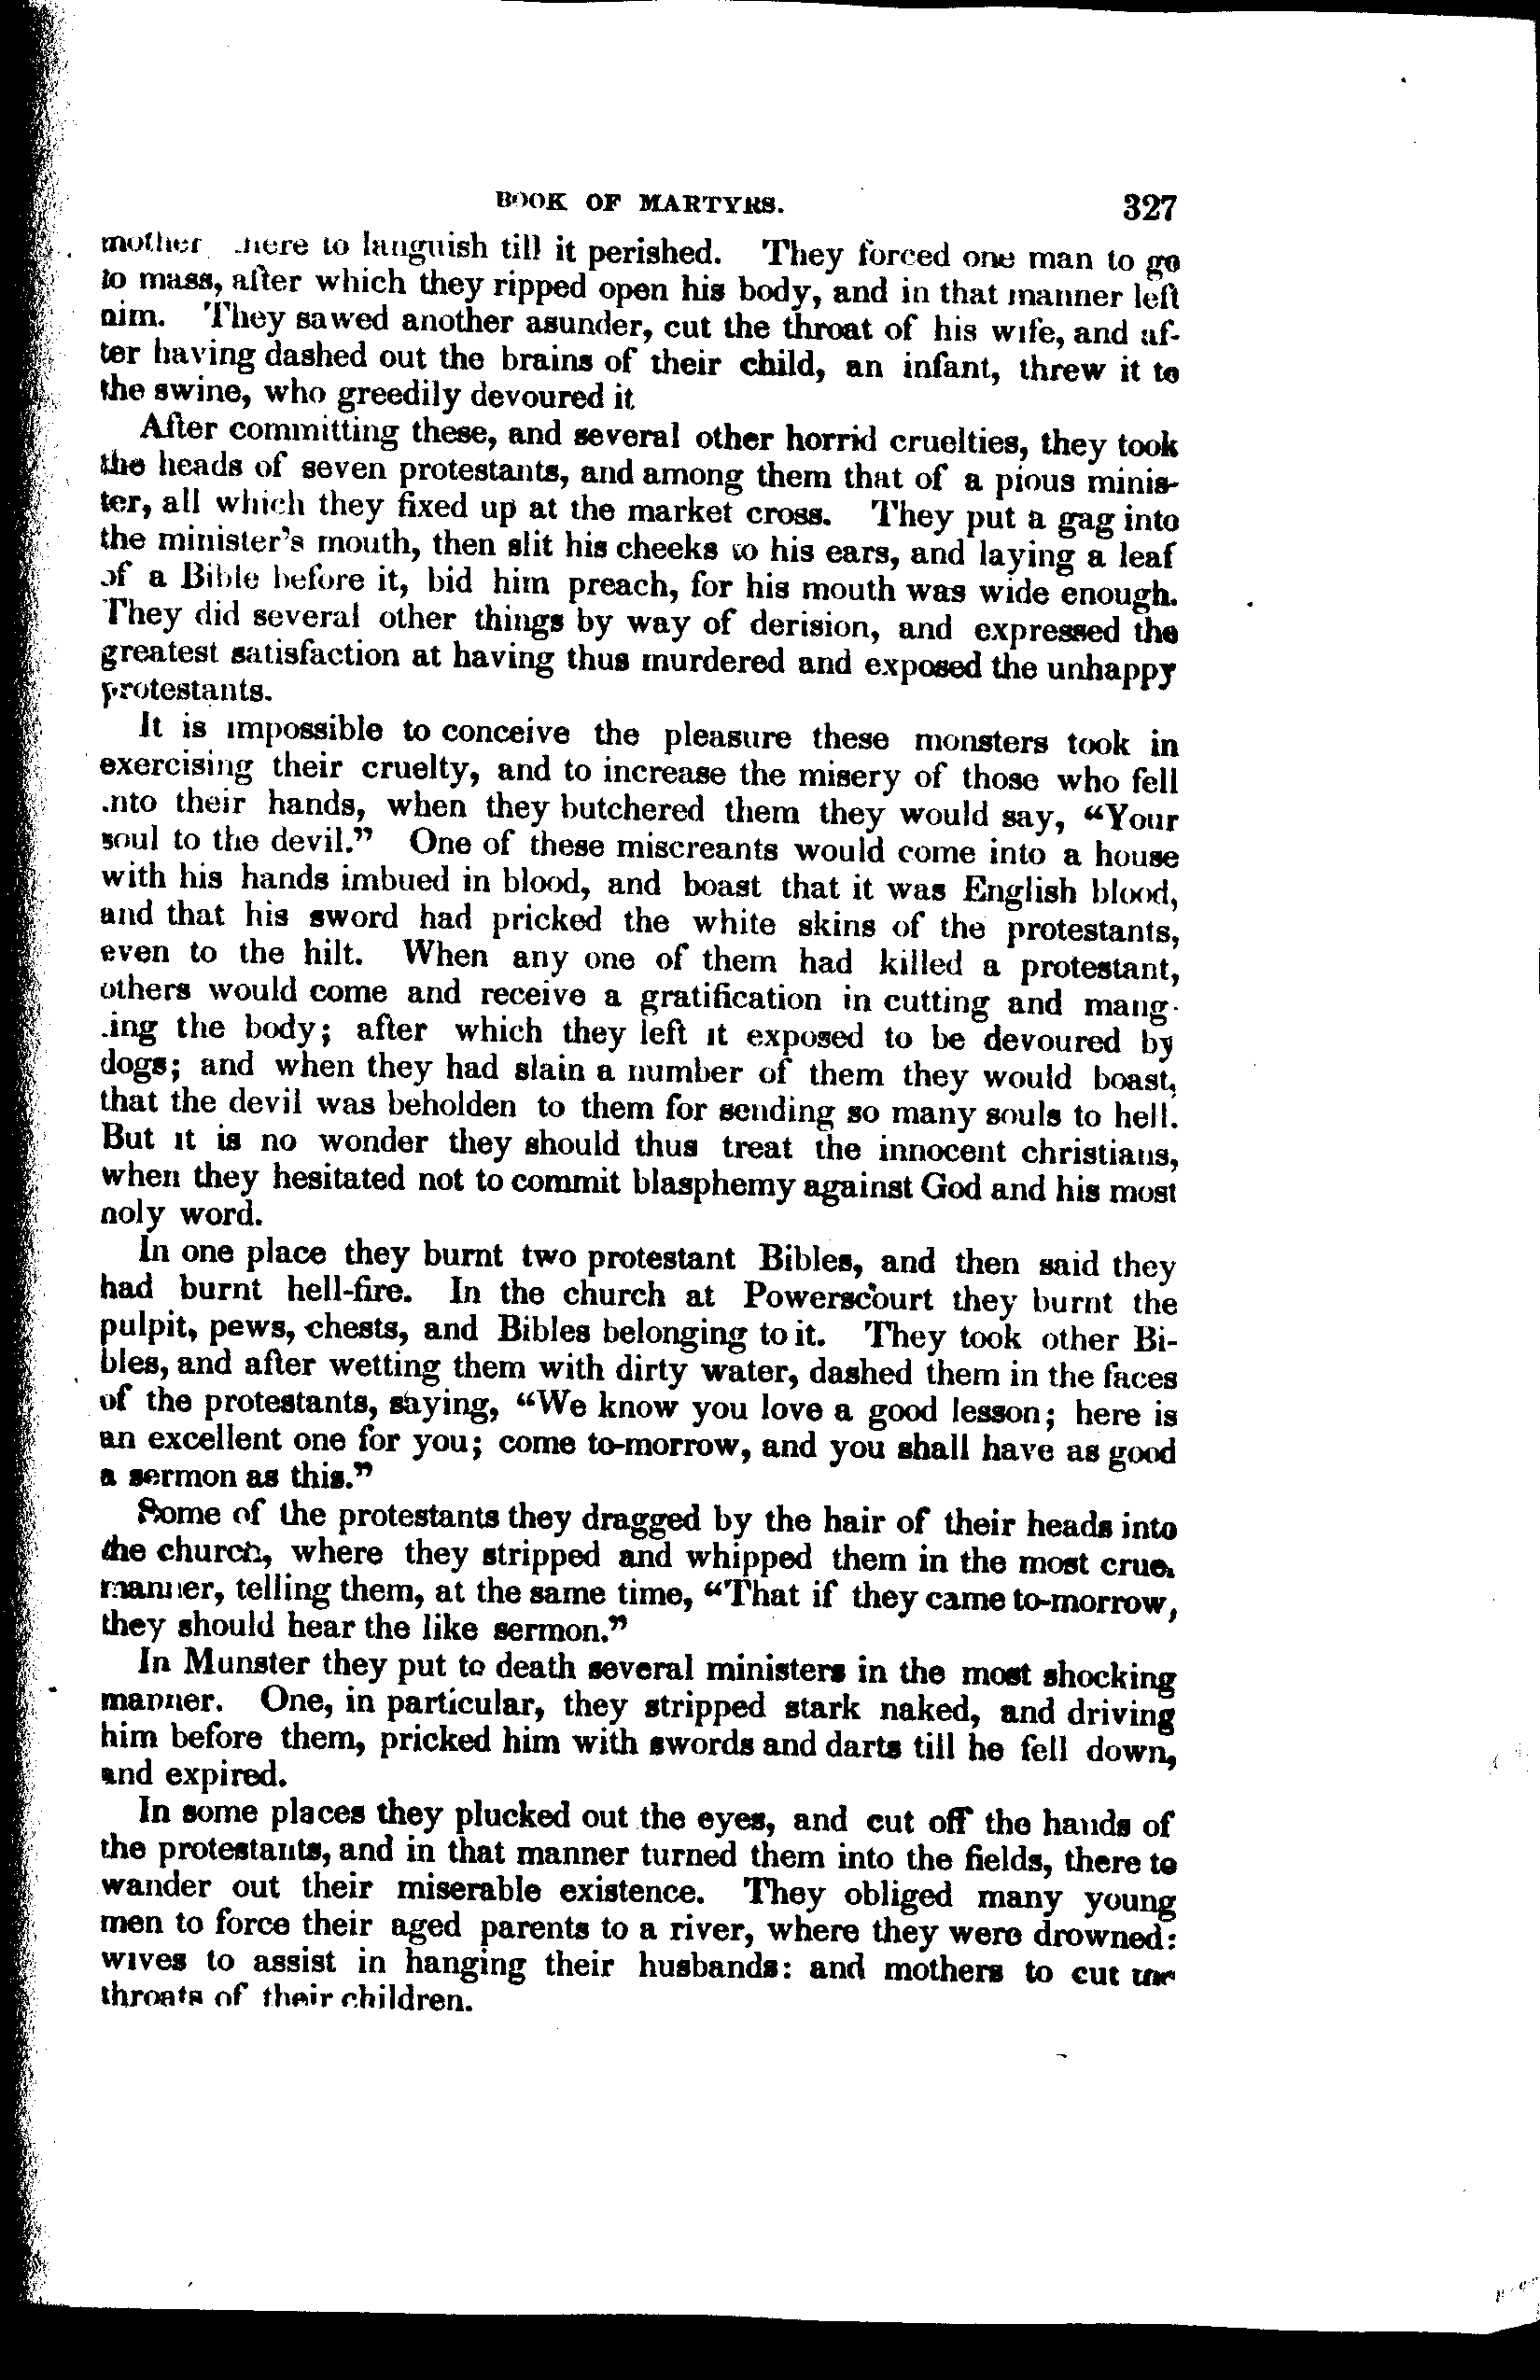 BOOK OF MARTYRS. 327
mother here to languish till it perished. They forced one man to go
to mass, after which they ripped open his body, and in that manner left
him. They sawed another asunder, cut the throat of his wife, and af-
ter having dashed out the brains of their child, an infant, threw it to
the swine, who greedily devoured it
After committing these, and several other horrid cruelties, they took
the heads of seven protestants, and among them that of a pious minis-
ter, all which they fixed up at the market cross. They put a gag into
the minister's mouth, then slit his cheeks to his ears, and laying a leaf
of a Bible before it, bid him preach, for his mouth was wide enough.
They did several other things by way of derision, and expressed the
greatest satisfaction at having thus murdered and exposed the unhappy
protestants.
It is impossible to conceive the pleasure these monsters took in
exercising their cruelty, and to increase the misery of those who fell
into their hands, when they butchered them they would say, “Your
soul to the devil.” One of these miscreants would come into a house
with his hands imbued in blood, and boast that it was English blood,
and that his sword had pricked the white skins of the protestants,
even to the hilt. When any one of them had killed a protestant,
others would come and receive a gratification in cutting and mang-
ling the body; after which they left it exposed to be devoured by
dogs; and when they had slain a number of them they would boast,
that the devil was beholden to them for sending so many souls to hell.
But it is no wonder they should thus treat the innocent christians,
when they hesitated not to commit blasphemy against God and his most
holy word.
In one place they burnt two protestant Bibles, and then said they
had burnt hell-fire. In the church at Powerscourt they burnt the
pulpit, pews, chests, and Bibles belonging to it. They took other Bi-
bles, and after wetting them with dirty water, dashed them in the faces
of the protestants, saying, “We know you love a good lesson; here is
an excellent one for you; come to-morrow, and you shall have as good
a sermon as this.”
Some of the protestants they dragged by the hair of their heads into
the church, where they stripped and whipped them in the most cruel
manner, telling them, at the same time, “That if they came to-morrow,
they should hear the like sermon.”
In Munster they put to death several ministers in the most shocking
manner. One, in particular, they stripped stark naked, and driving
him before them, pricked him with swords and darts till he fell down,
and expired.
In some places they plucked out the eyes, and cut off the hands of
the protestants, and in that manner turned them into the fields, there to
wander out their miserable existence. They obliged many young
men to force their aged parents to a river, where they were drowned:
wives to assist in hanging their husbands: and mothers to cut the
throats of their children.